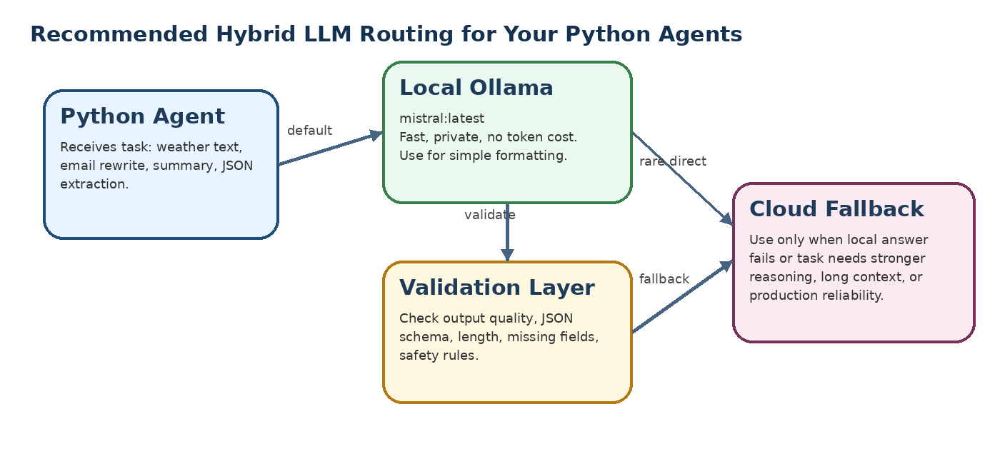 Recommended Hybrid LLM Routing for Your Python Agents
Python Agent
Receives task: weather text,
email rewrite, summary, JSON
extraction.
default
Local Ollama
mistral:latest
Fast, private, no token cost.
Use for simple formatting.
rare direct
validate
Validation Layer
Check output quality, JSON
schema, length, missing fields,
safety rules.
fallback
Cloud Fallback
Use only when local answer
fails or task needs stronger
reasoning, long context, or
production reliability.